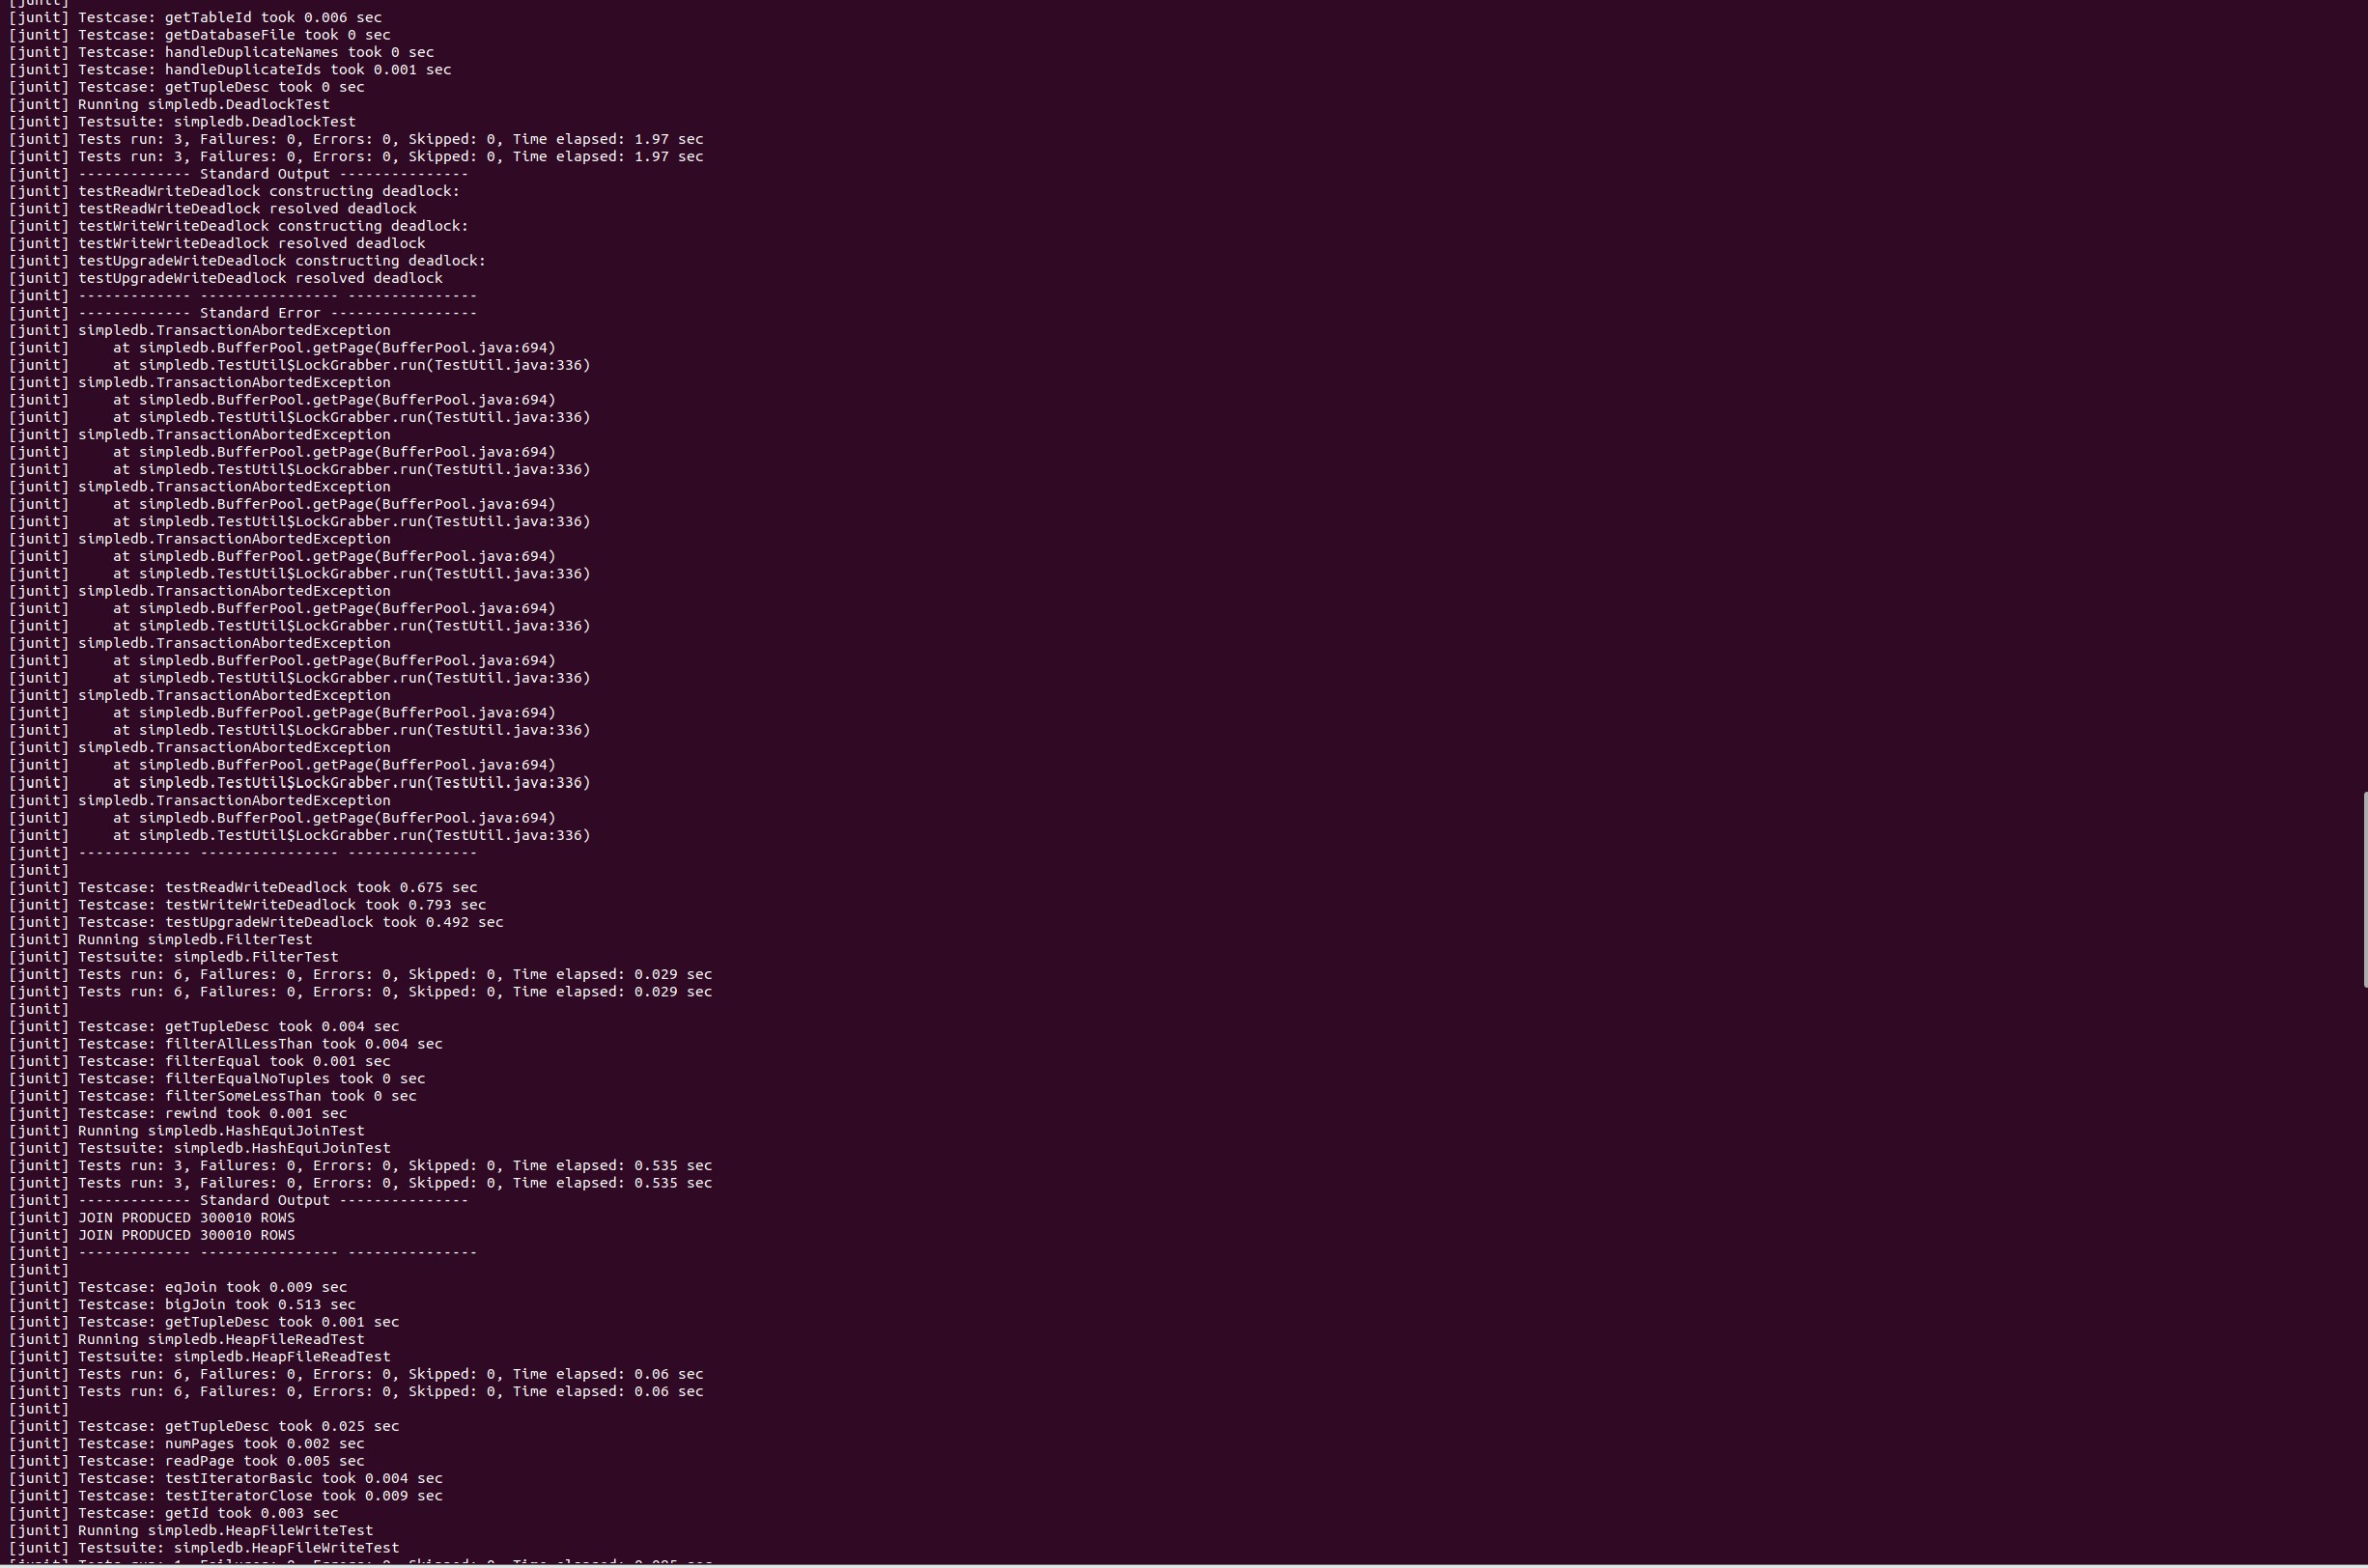 [junit]
[junit] Testcase: getTableId took 0.006 sec
[junit] Testcase: getDatabaseFile took 0 sec
[junit] Testcase: handleDuplicateNames took 0 sec
[junit] Testcase: handleDuplicateIds took 0.001 sec
[junit] Testcase: getTupleDesc took 0 sec
[junit] Running simpledb.DeadlockTest
[junit] Testsuite: simpledb.DeadlockTest
[junit] Tests run: 3, Failures: 0, Errors: 0, Skipped: 0, Time elapsed: 1.97 sec
[junit] Tests run: 3, Failures: 0, Errors: 0, Skipped: 0, Time elapsed: 1.97 sec
[junit] ------------- Standard Output ---------------
[junit] testReadWriteDeadlock constructing deadlock:
[junit] testReadWriteDeadlock resolved deadlock
[junit] testWriteWriteDeadlock constructing deadlock:
[junit] testWriteWriteDeadlock resolved deadlock
[junit] testUpgradeWriteDeadlock constructing deadlock:
[junit] testUpgradeWriteDeadlock resolved deadlock
[junit] ------------- ---------------- ---------------
[junit] ------------- Standard Error -----------------
[junit] simpledb.TransactionAbortedException
[junit]     at simpledb.BufferPool.getPage(BufferPool.java:694)
[junit]     at simpledb.TestUtil$LockGrabber.run(TestUtil.java:336)
[junit] simpledb.TransactionAbortedException
[junit]     at simpledb.BufferPool.getPage(BufferPool.java:694)
[junit]     at simpledb.TestUtil$LockGrabber.run(TestUtil.java:336)
[junit] simpledb.TransactionAbortedException
[junit]     at simpledb.BufferPool.getPage(BufferPool.java:694)
[junit]     at simpledb.TestUtil$LockGrabber.run(TestUtil.java:336)
[junit] simpledb.TransactionAbortedException
[junit]     at simpledb.BufferPool.getPage(BufferPool.java:694)
[junit]     at simpledb.TestUtil$LockGrabber.run(TestUtil.java:336)
[junit] simpledb.TransactionAbortedException
[junit]     at simpledb.BufferPool.getPage(BufferPool.java:694)
[junit]     at simpledb.TestUtil$LockGrabber.run(TestUtil.java:336)
[junit] simpledb.TransactionAbortedException
[junit]     at simpledb.BufferPool.getPage(BufferPool.java:694)
[junit]     at simpledb.TestUtil$LockGrabber.run(TestUtil.java:336)
[junit] simpledb.TransactionAbortedException
[junit]     at simpledb.BufferPool.getPage(BufferPool.java:694)
[junit]     at simpledb.TestUtil$LockGrabber.run(TestUtil.java:336)
[junit] simpledb.TransactionAbortedException
[junit]     at simpledb.BufferPool.getPage(BufferPool.java:694)
[junit]     at simpledb.TestUtil$LockGrabber.run(TestUtil.java:336)
[junit] simpledb.TransactionAbortedException
[junit]     at simpledb.BufferPool.getPage(BufferPool.java:694)
[junit]     at simpledb.TestUtil$LockGrabber.run(TestUtil.java:336)
[junit] simpledb.TransactionAbortedException
[junit]     at simpledb.BufferPool.getPage(BufferPool.java:694)
[junit]     at simpledb.TestUtil$LockGrabber.run(TestUtil.java:336)
[junit] ------------- ---------------- ---------------
[junit]
[junit] Testcase: testReadWriteDeadlock took 0.675 sec
[junit] Testcase: testWriteWriteDeadlock took 0.793 sec
[junit] Testcase: testUpgradeWriteDeadlock took 0.492 sec
[junit] Running simpledb.FilterTest
[junit] Testsuite: simpledb.FilterTest
[junit] Tests run: 6, Failures: 0, Errors: 0, Skipped: 0, Time elapsed: 0.029 sec
[junit] Tests run: 6, Failures: 0, Errors: 0, Skipped: 0, Time elapsed: 0.029 sec
[junit]
[junit] Testcase: getTupleDesc took 0.004 sec
[junit] Testcase: filterAllLessThan took 0.004 sec
[junit] Testcase: filterEqual took 0.001 sec
[junit] Testcase: filterEqualNoTuples took 0 sec
[junit] Testcase: filterSomeLessThan took 0 sec
[junit] Testcase: rewind took 0.001 sec
[junit] Running simpledb.HashEquiJoinTest
[junit] Testsuite: simpledb.HashEquiJoinTest
[junit] Tests run: 3, Failures: 0, Errors: 0, Skipped: 0, Time elapsed: 0.535 sec
[junit] Tests run: 3, Failures: 0, Errors: 0, Skipped: 0, Time elapsed: 0.535 sec
[junit] ------------- Standard Output ---------------
[junit] JOIN PRODUCED 300010 ROWS
[junit] JOIN PRODUCED 300010 ROWS
[junit] ------------- ---------------- ---------------
[junit]
[junit] Testcase: eqJoin took 0.009 sec
[junit] Testcase: bigJoin took 0.513 sec
[junit] Testcase: getTupleDesc took 0.001 sec
[junit] Running simpledb.HeapFileReadTest
[junit] Testsuite: simpledb.HeapFileReadTest
[junit] Tests run: 6, Failures: 0, Errors: 0, Skipped: 0, Time elapsed: 0.06 sec
[junit] Tests run: 6, Failures: 0, Errors: 0, Skipped: 0, Time elapsed: 0.06 sec
[junit]
[junit] Testcase: getTupleDesc took 0.025 sec
[junit] Testcase: numPages took 0.002 sec
[junit] Testcase: readPage took 0.005 sec
[junit] Testcase: testIteratorBasic took 0.004 sec
[junit] Testcase: testIteratorClose took 0.009 sec
[junit] Testcase: getId took 0.003 sec
[junit] Running simpledb.HeapFileWriteTest
[junit] Testsuite: simpledb.HeapFileWriteTest